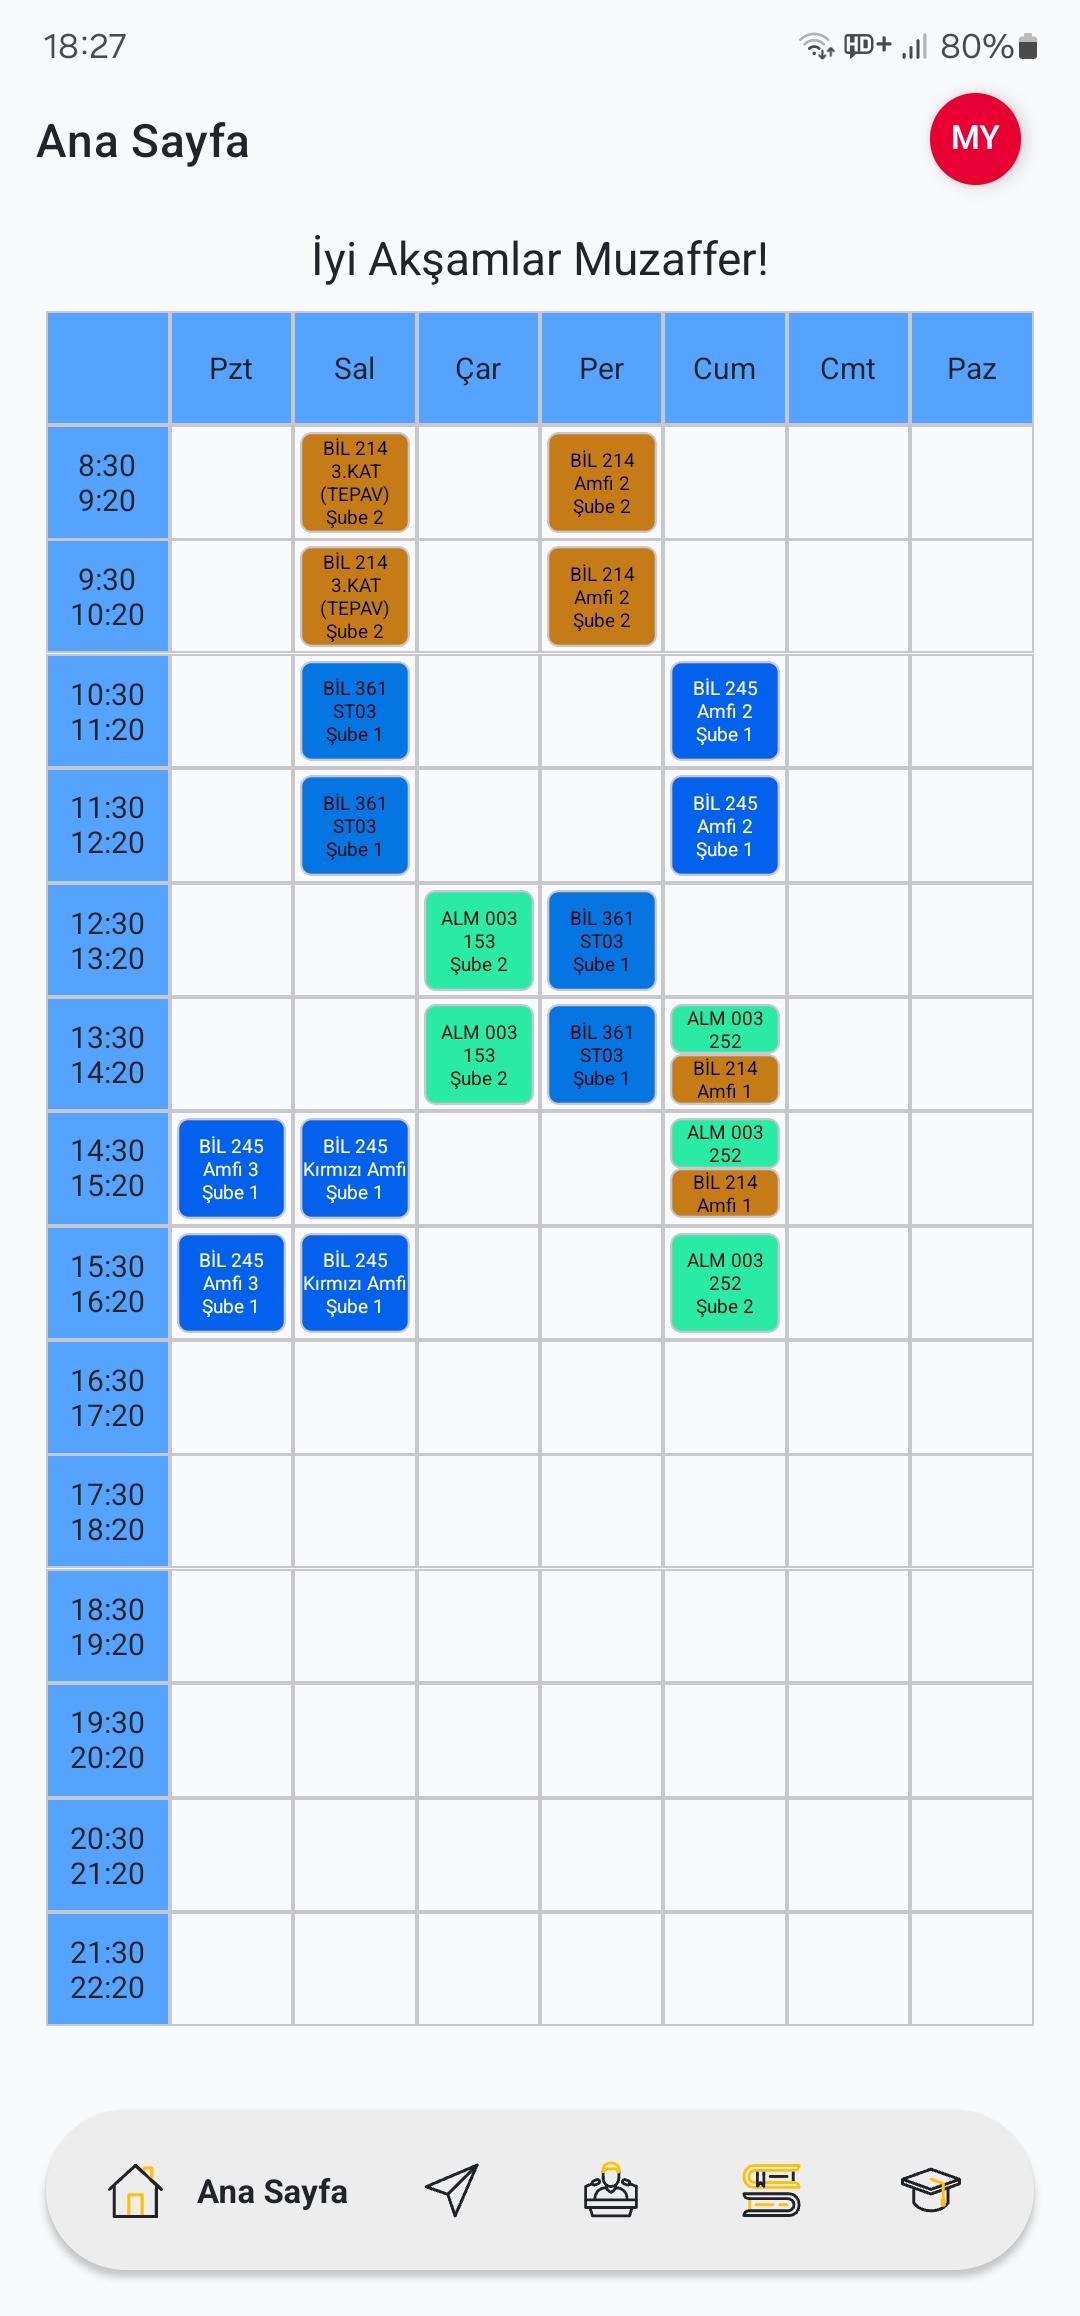 18:27
80%
Ana Sayfa
MY
İyi Akşamlar Muzaffer!
Pzt Sal Çar Per Cum Cmt Paz
8:30
9:20
BİL 214
3.KAT
(TEPAV)
Şube 2
BİL 214
Amfi 2
Şube 2
9:30
10:20
BİL 214
3.KAT
(TEPAV)
Şube 2
BİL 214
Amfi 2
Şube 2
10:30
11:20
BİL 361
ST03
Şube 1
BİL 245
Amfi 2
Şube 1
11:30
12:20
BİL 361
ST03
Şube 1
BİL 245
Amfi 2
Şube 1
12:30
13:20
ALM 003
153
Şube 2
BİL 361
ST03
Şube 1
13:30
14:20
ALM 003
153
Şube 2
BİL 361
ST03
Şube 1
ALM 003
252
BİL 214
Amfi 1
14:30
15:20
BİL 245
Amfi 3
Şube 1
BİL 245
Kırmızı Amfi
Şube 1
ALM 003
252
BİL 214
Amfi 1
15:30
16:20
BİL 245
Amfi 3
Şube 1
BİL 245
Kırmızı Amfi
Şube 1
ALM 003
252
Şube 2
16:30
17:20
17:30
18:20
18:30
19:20
19:30
20:20
20:30
21:20
21:30
22:20
Ana Sayfa